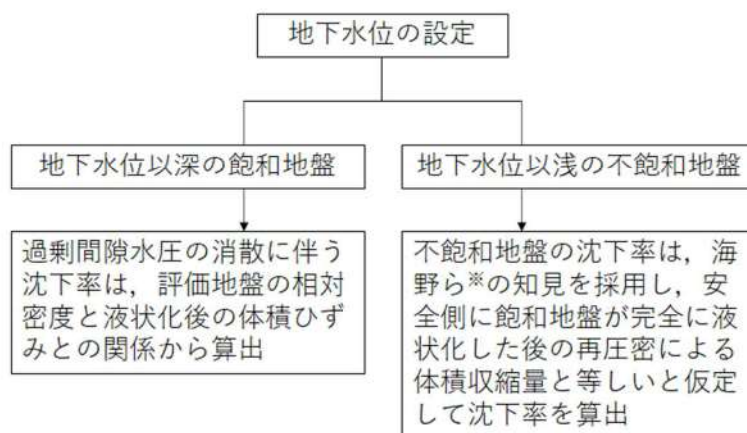 地下水位の設定
地下水位以深の飽和地盤
地下水位以浅の不飽和地盤
過剰間隙水圧の消散に伴う
沈下率は，評価地盤の相対
密度と液状化後の体積ひず
みとの関係から算出
不飽和地盤の沈下率は，海
野ら※の知見を採用し，安
全側に飽和地盤が完全に液
状化した後の再圧密による
体積収縮量と等しいと仮定
して沈下率を算出